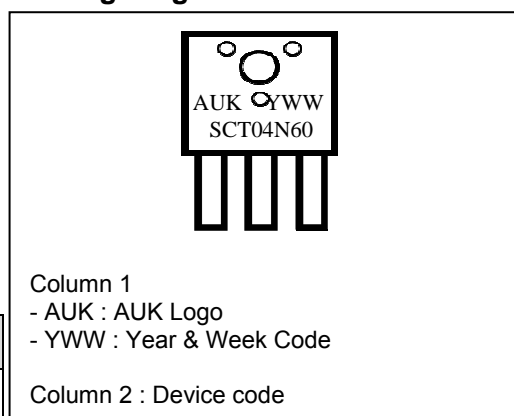 AUK YWW
SCT04N60
Column 1
- AUK : AUK Logo
- YWW : Year & Week Code
Column 2 : Device code